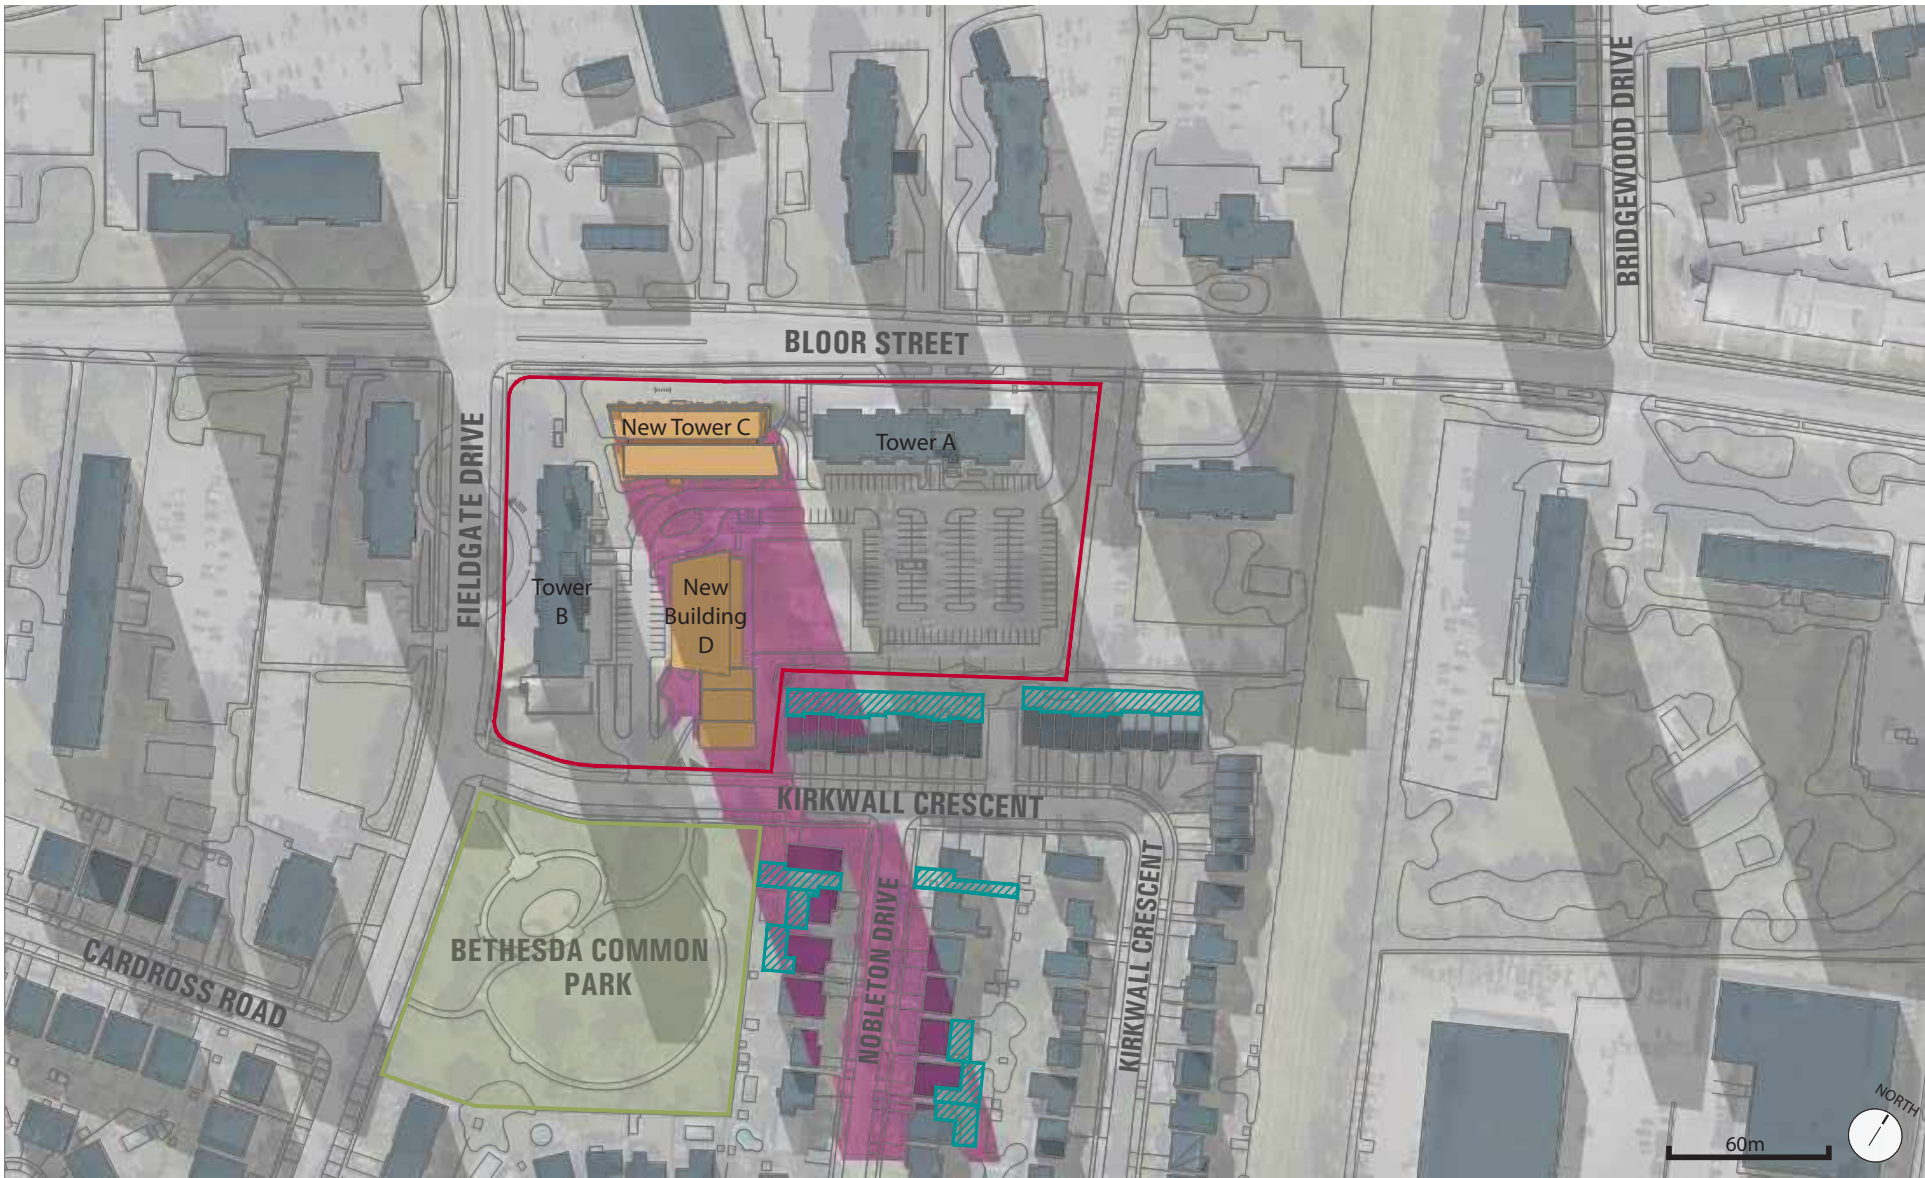 BRIDGEWOOD DRIVE
BLOOR STREET
FIELDGATE DRIVE
New Tower C
Tower A
Tower
B
New
Building
D
KIRKWALL CRESCENT
KIRKWALL CRESCENT
NOBLETON DRIVE
BETHESDA COMMON
PARK
CARDROSS ROAD
NORTH
60m